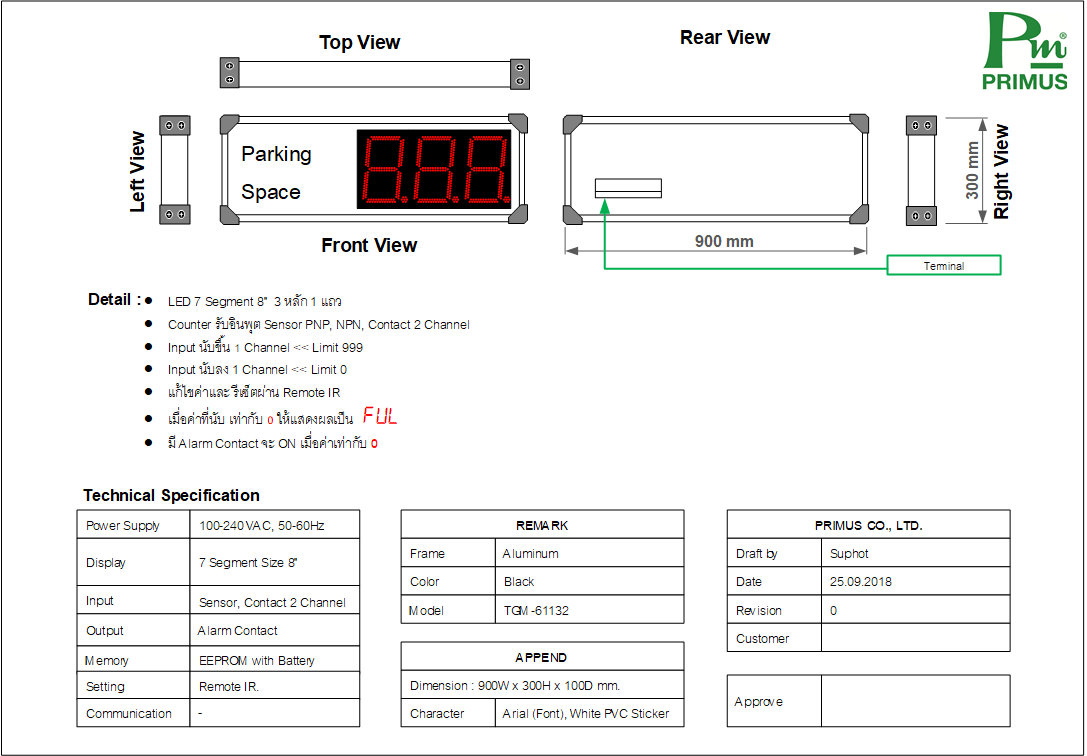 Top View
Rear View
Pm®
PRIMUS
Left View
Parking
Space
8.8.8.
300 mm
Right View
Front View
900 mm
Terminal
Detail :
● LED 7 Segment 8" 3 หลัก 1 แถว
● Counter รับอินพุต Sensor PNP, NPN, Contact 2 Channel
● Input นับขึ้น 1 Channel << Limit 999
● Input นับลง 1 Channel << Limit 0
● แก้ไขค่าและรีเซ็ตผ่าน Remote IR
● เมื่อค่าที่นับ เท่ากับ 0 ให้แสดงผลเป็น FUL
● มี Alarm Contact จะ ON เมื่อค่าเท่ากับ 0
Technical Specification
Power Supply 100-240VAC, 50-60Hz
Display 7 Segment Size 8"
Input Sensor, Contact 2 Channel
Output Alarm Contact
Memory EEPROM with Battery
Setting Remote IR.
Communication -
REMARK
Frame Aluminum
Color Black
Model TGM-61132
APPEND
Dimension : 900W x 300H x 100D mm.
Character Arial (Font), White PVC Sticker
PRIMUS CO., LTD.
Draft by Suphot
Date 25.09.2018
Revision 0
Customer
Approve